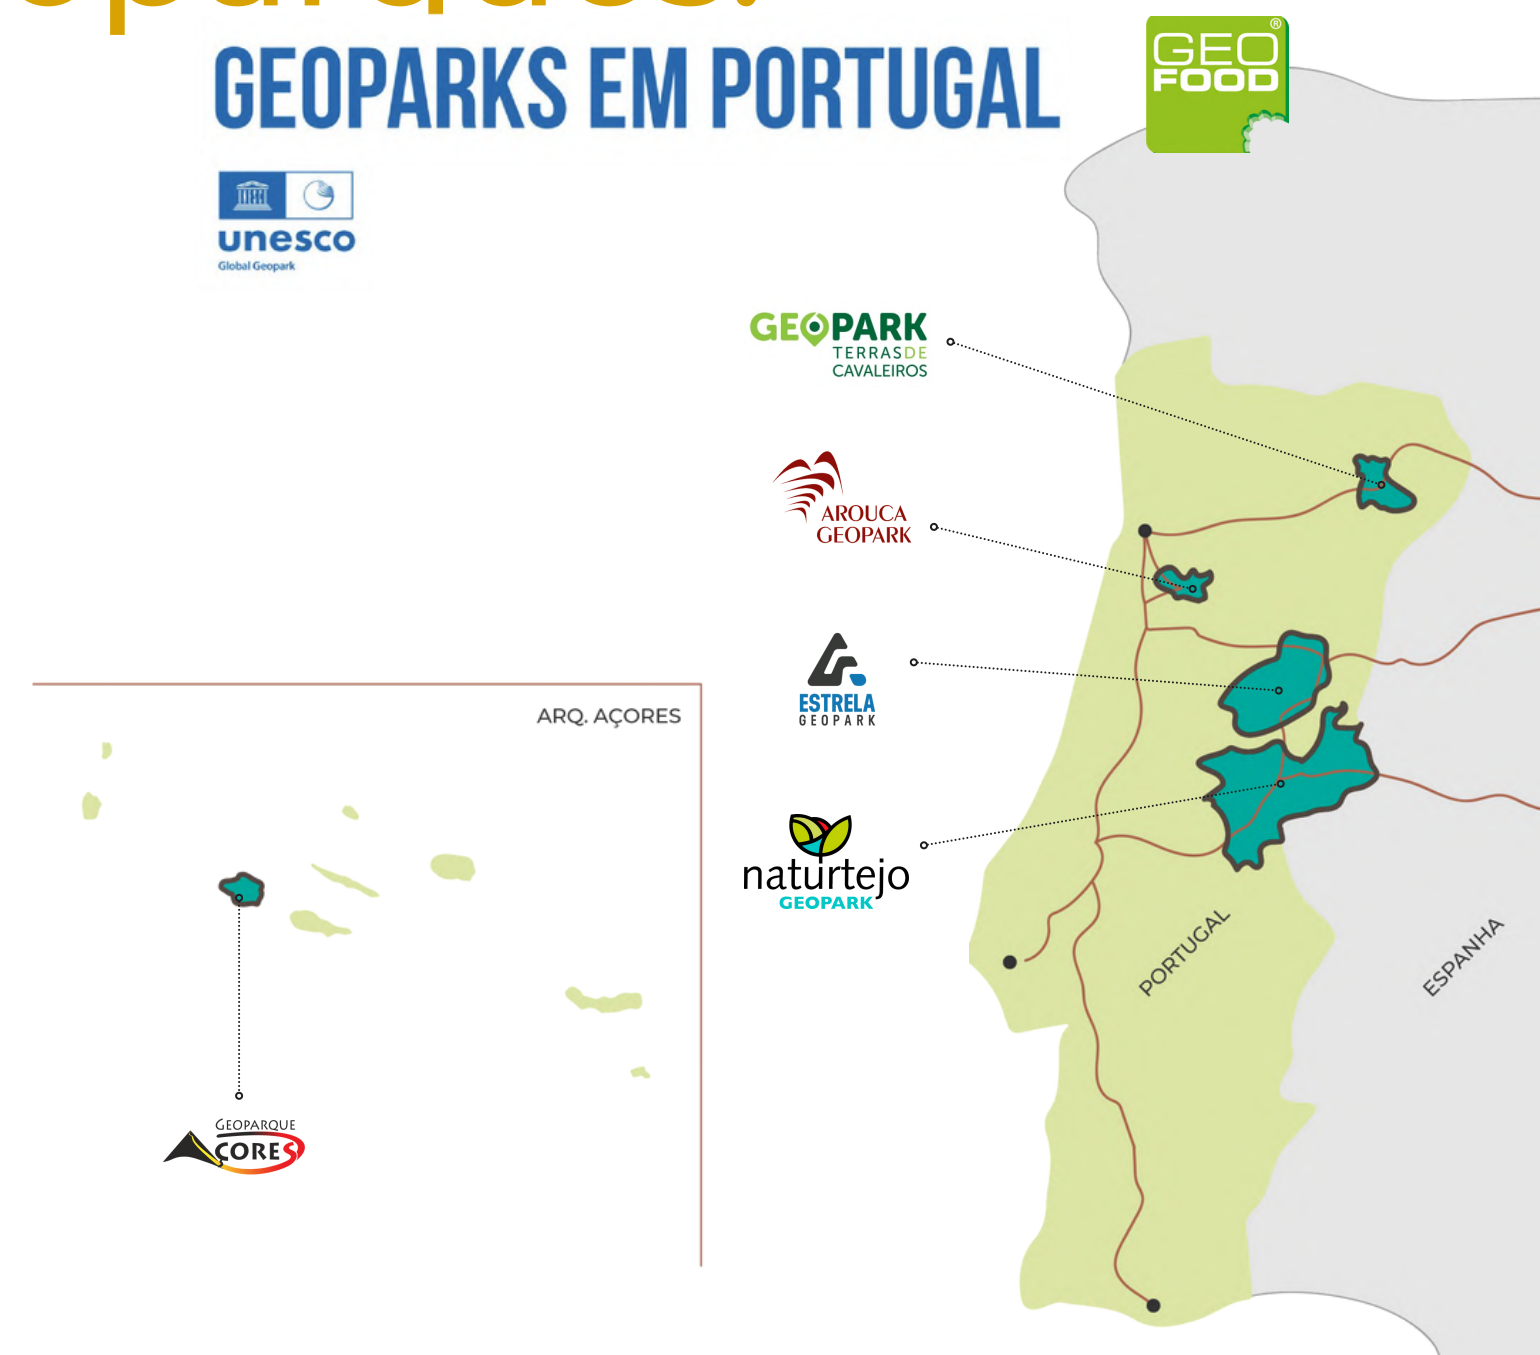 oparques.
GEOPARKS EM PORTUGAL
GEO
FOOD
®
unesco
Global Geopark
GEOPARK
TERRAS DE
CAVALEIROS
AROUCA
GEOPARK
ESTRELA
GEOPARK
ARQ. AÇORES
naturtejo
GEOPARK
PORTUGAL
ESPANHA
GEOPARQUE
AÇORES